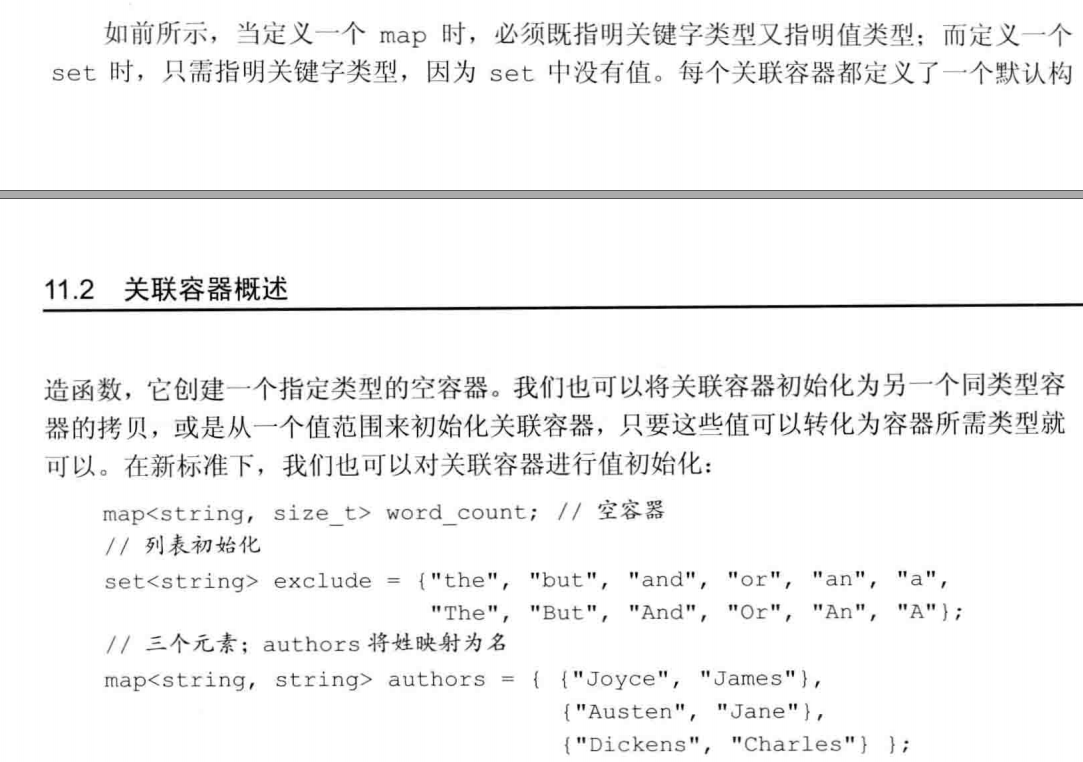 如前所示，当定义一个 map 时，必须既指明关键字类型又指明值类型；而定义一个
set 时，只需指明关键字类型，因为 set 中没有值。每个关联容器都定义了一个默认构
11.2 关联容器概述
造函数，它创建一个指定类型的空容器。我们也可以将关联容器初始化为另一个同类型容
器的拷贝，或是从一个值范围来初始化关联容器，只要这些值可以转化为容器所需类型就
可以。在新标准下，我们也可以对关联容器进行值初始化：
map<string, size_t> word_count; // 空容器
// 列表初始化
set<string> exclude = {"the", "but", "and", "or", "an", "a",
"The", "But", "And", "Or", "An", "A"};
// 三个元素；authors 将姓映射为名
map<string, string> authors = { {"Joyce", "James"},
{"Austen", "Jane"},
{"Dickens", "Charles"} };